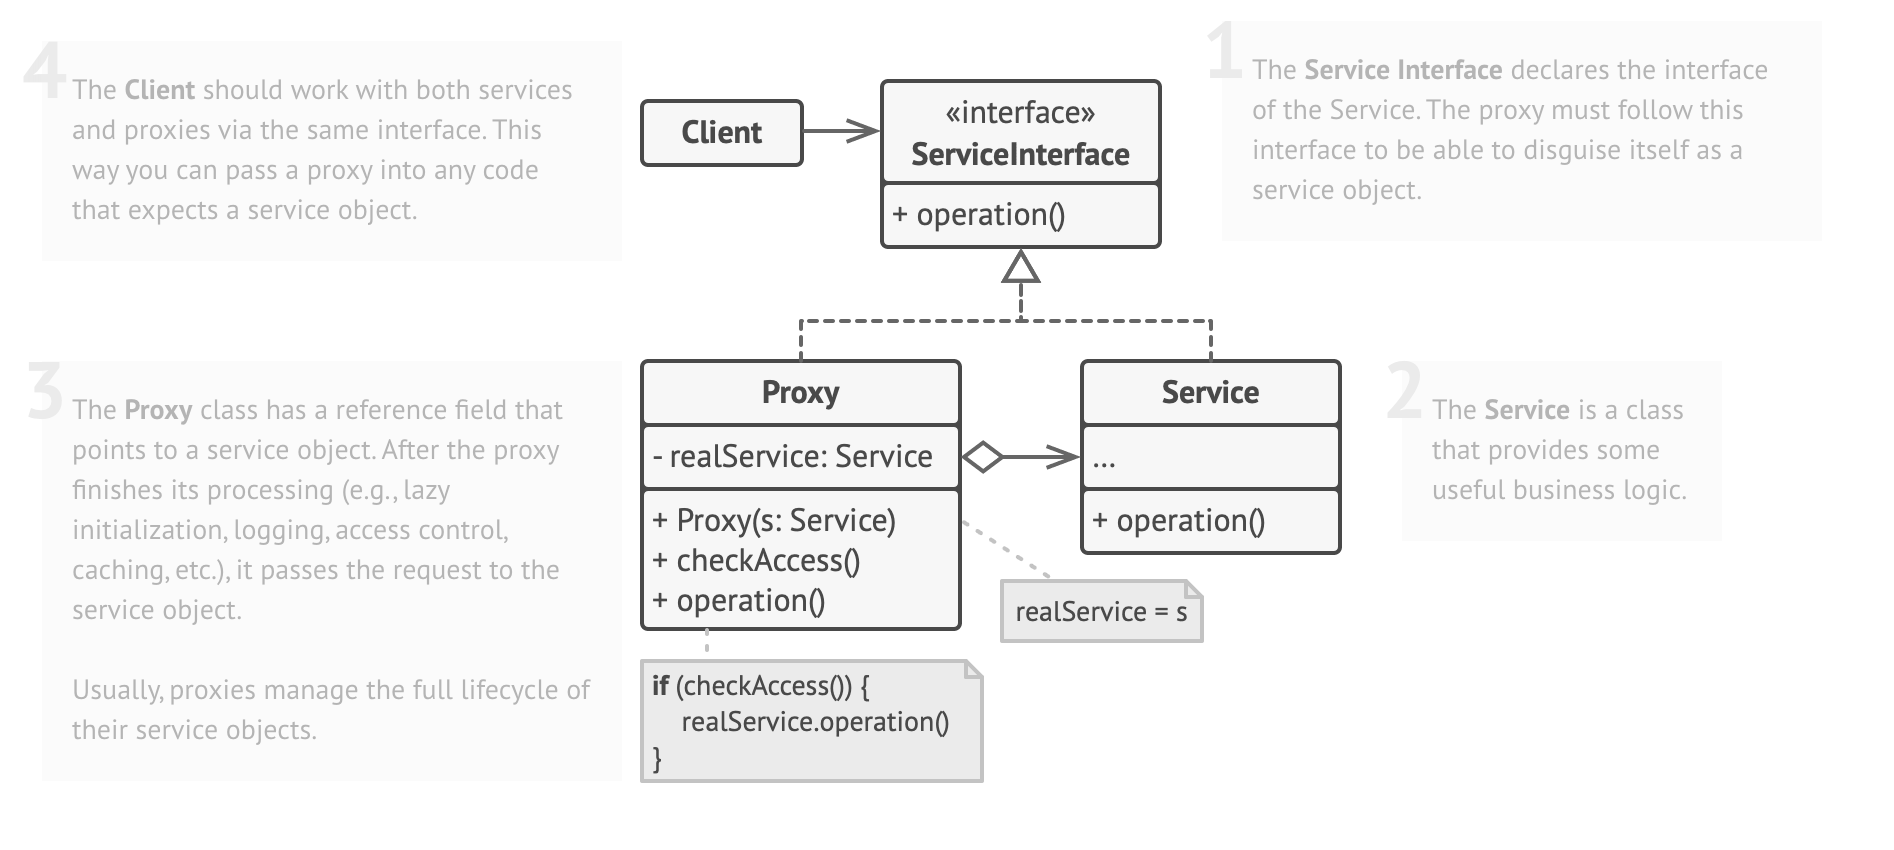 4
The Client should work with both services
and proxies via the same interface. This
way you can pass a proxy into any code
that expects a service object.
Client
«interface»
ServiceInterface
+ operation()
1
The Service Interface declares the interface
of the Service. The proxy must follow this
interface to be able to disguise itself as a
service object.
3
The Proxy class has a reference field that
points to a service object. After the proxy
finishes its processing (e.g., lazy
initialization, logging, access control,
caching, etc.), it passes the request to the
service object.
Usually, proxies manage the full lifecycle of
their service objects.
Proxy
- realService: Service
+ Proxy(s: Service)
+ checkAccess()
+ operation()
Service
...
+ operation()
2
The Service is a class
that provides some
useful business logic.
realService = s
if (checkAccess()) {
realService.operation()
}